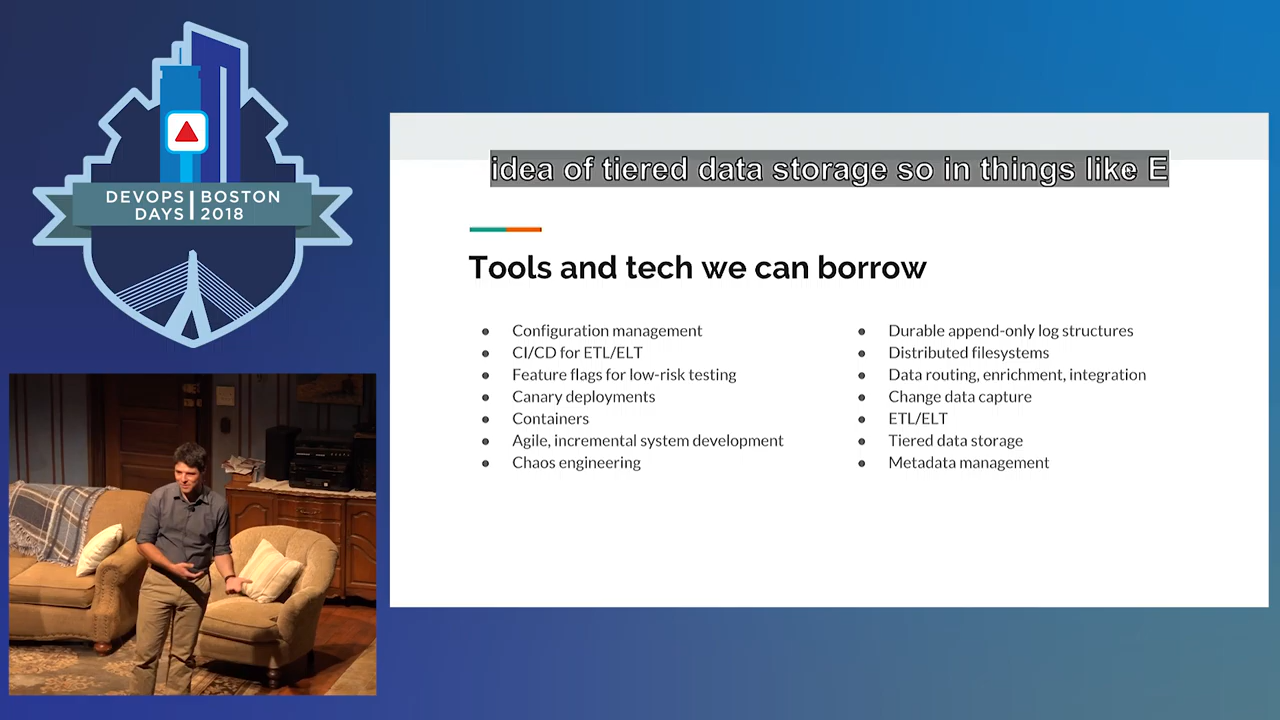 DEVOPS BOSTON
DAYS 2018
idea of tiered data storage so in things like E
Tools and tech we can borrow
Configuration management
CI/CD for ETL/ELT
Feature flags for low-risk testing
Canary deployments
Containers
Agile, incremental system development
Chaos engineering
Durable append-only log structures
Distributed filesystems
Data routing, enrichment, integration
Change data capture
ETL/ELT
Tiered data storage
Metadata management